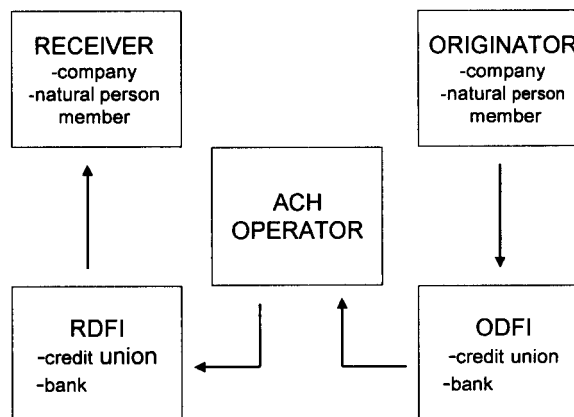 RECEIVER
-company
-natural person
member
ORIGINATOR
-company
-natural person
member
ACH
OPERATOR
RDFI
-credit union
-bank
ODFI
-credit union
-bank